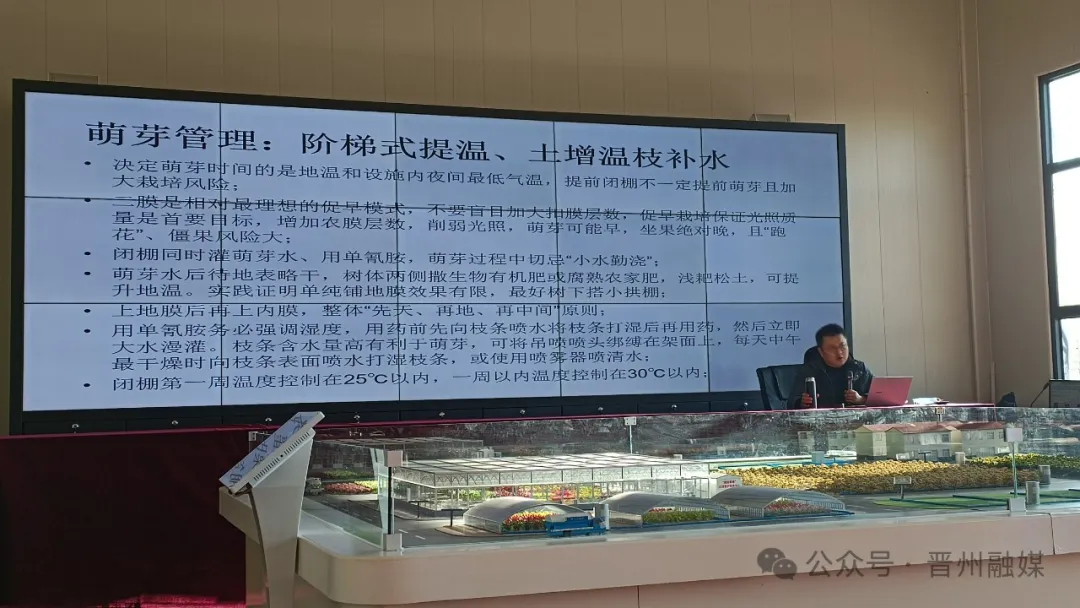 萌芽管理：阶梯式提温、土增温枝补水
• 决定萌芽时间的是地温和设施内夜间最低气温，提前闭棚不一定提前萌芽且加
大栽培风险；
• 二膜是相对最理想的促早模式，不要盲目加大扣膜层数，促早栽培保证光照质
量是首要目标，增加农膜层数，削弱光照，萌芽可能早，坐果绝对晚，且“跑
花”、僵果风险大；
• 闭棚同时灌萌芽水、用单氰胺，萌芽过程中切忌“小水勤浇”；
• 萌芽水后待地表略干，树体两侧撒生物有机肥或腐熟农家肥，浅耙松土，可提
升地温。实践证明单纯铺地膜效果有限，最好树下搭小拱棚；
• 上地膜后再上内膜，整体“先天、再地、再中间”原则；
• 用单氰胺务必强调湿度，用药前先向枝条喷水将枝条打湿后再用药，然后立即
大水漫灌。枝条含水量高有利于萌芽，可将吊喷喷头绑缚在架面上，每天中午
最干燥时向枝条表面喷水打湿枝条，或使用喷雾器喷清水；
• 闭棚第一周温度控制在25℃以内，一周以内温度控制在30℃以内；
公众号·晋州融媒